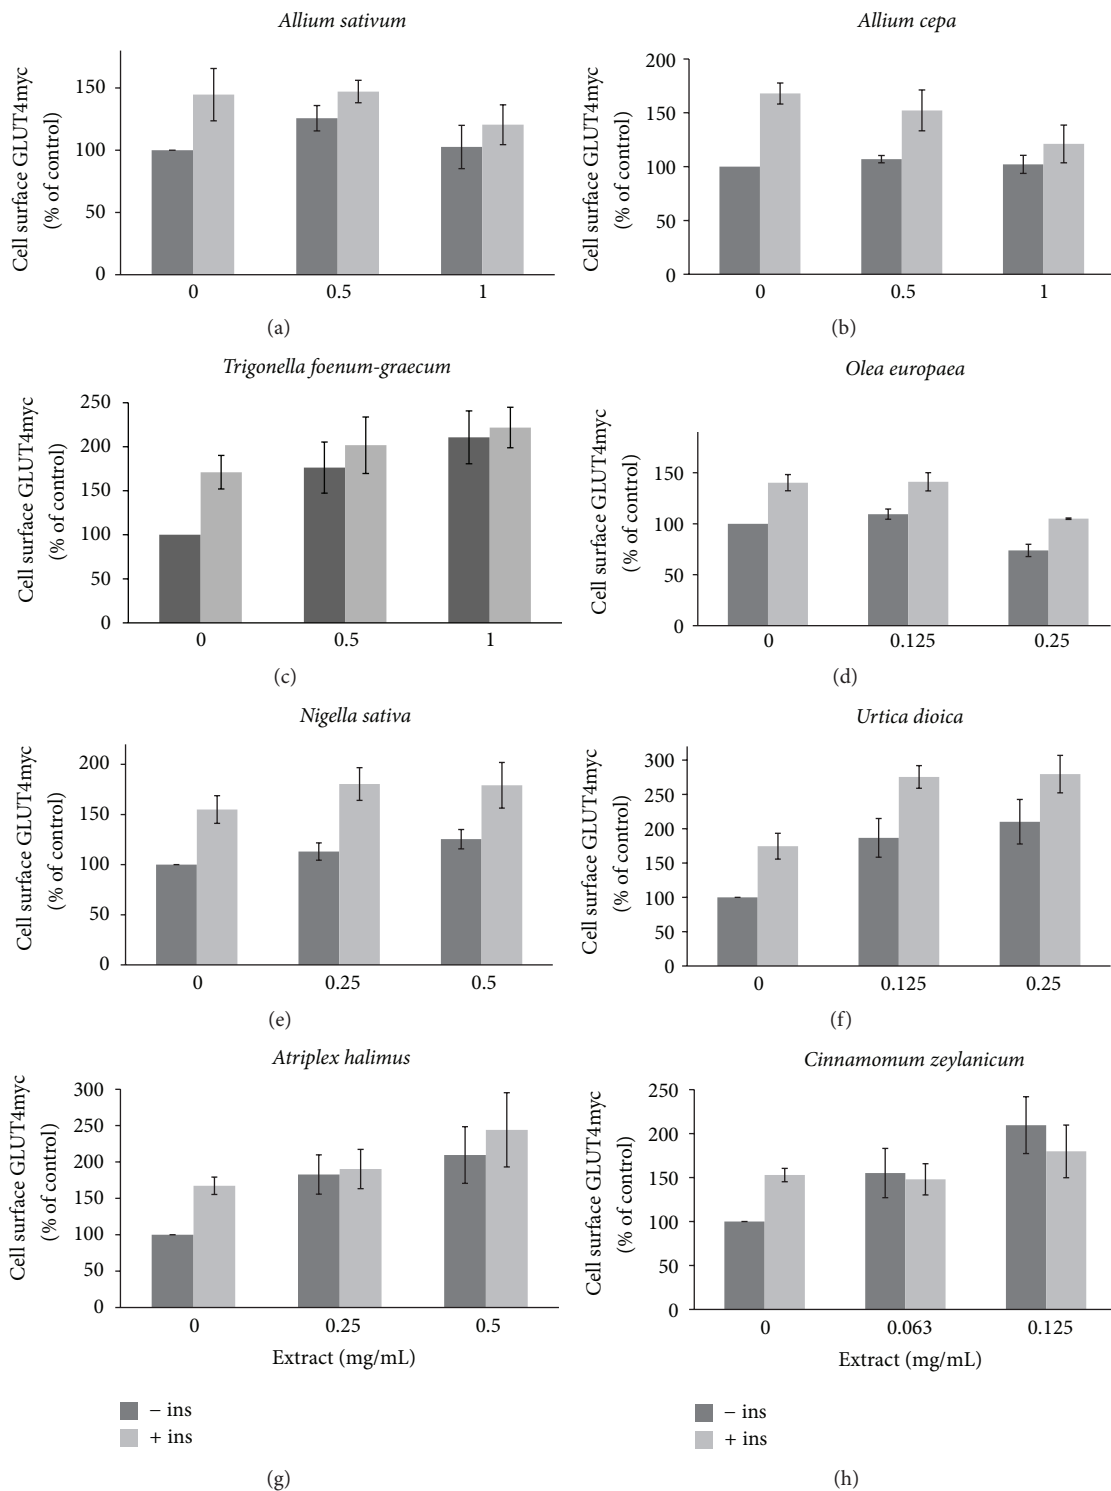 Allium sativum
Cell surface GLUT4myc
(% of control)
150
100
50
0
0 0.5 1
(a)
Allium cepa
Cell surface GLUT4myc
(% of control)
200
150
100
50
0
0 0.5 1
(b)
Trigonella foenum-graecum
Cell surface GLUT4myc
(% of control)
250
200
150
100
50
0
0 0.5 1
(c)
Olea europaea
Cell surface GLUT4myc
(% of control)
150
100
50
0
0 0.125 0.25
(d)
Nigella sativa
Cell surface GLUT4myc
(% of control)
200
150
100
50
0
0 0.25 0.5
(e)
Urtica dioica
Cell surface GLUT4myc
(% of control)
300
250
200
150
100
50
0
0 0.125 0.25
(f)
Atriplex halimus
Cell surface GLUT4myc
(% of control)
300
250
200
150
100
50
0
0 0.25 0.5
Extract (mg/mL)
− ins
+ ins
(g)
Cinnamomum zeylanicum
Cell surface GLUT4myc
(% of control)
250
200
150
100
50
0
0 0.063 0.125
Extract (mg/mL)
− ins
+ ins
(h)